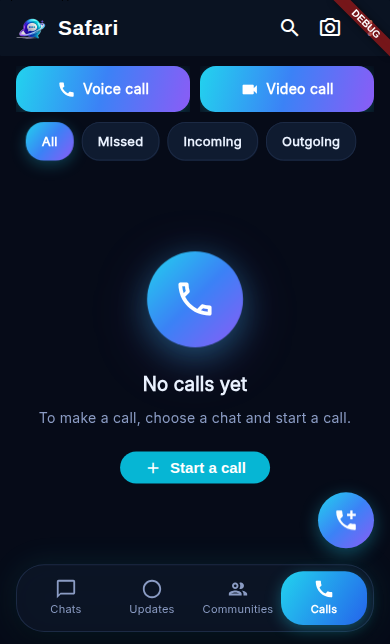 Safari
DEBUG
Voice call
Video call
All
Missed
Incoming
Outgoing
No calls yet
To make a call, choose a chat and start a call.
Start a call
Chats
Updates
Communities
Calls